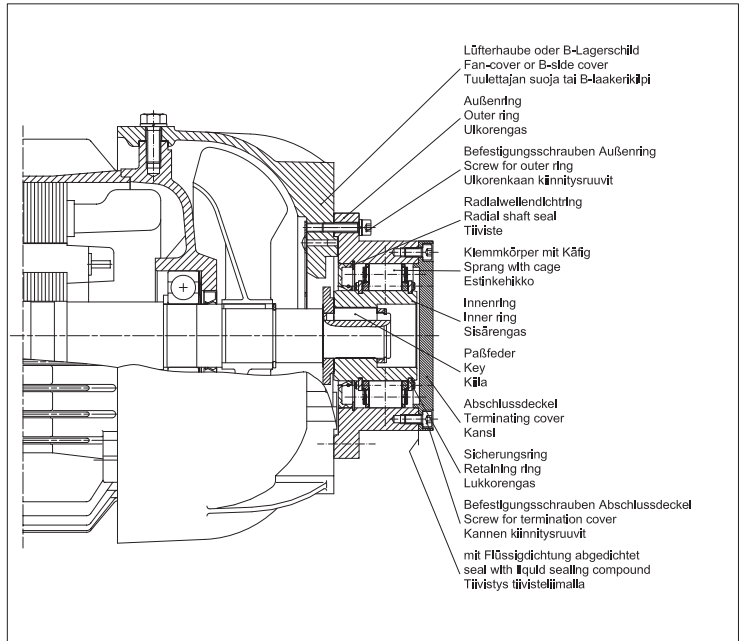 Lüfterhaube oder B-Lagerschild
Fan-cover or B-side cover
Tuulettajan suoja tai B-laakerikilpi
Außenring
Outer ring
Ulkorengas
Befestigungsschrauben Außenring
Screw for outer ring
Ulkorenkaan kiinnitysruuvit
Radialwellendichtring
Radial shaft seal
Tiiviste
Klemmkörper mit Käfig
Sprang with cage
Estinkehikko
Innenring
Inner ring
Sisärengas
Paßfeder
Key
Kiila
Abschlussdeckel
Terminating cover
Kansi
Sicherungsring
Retaining ring
Lukkorengas
Befestigungsschrauben Abschlussdeckel
Screw for termination cover
Kannen kiinnitysruuvit
mit Flüssigdichtung abgedichtet
seal with liquid sealing compound
Tiivistys tiivisteliimalla